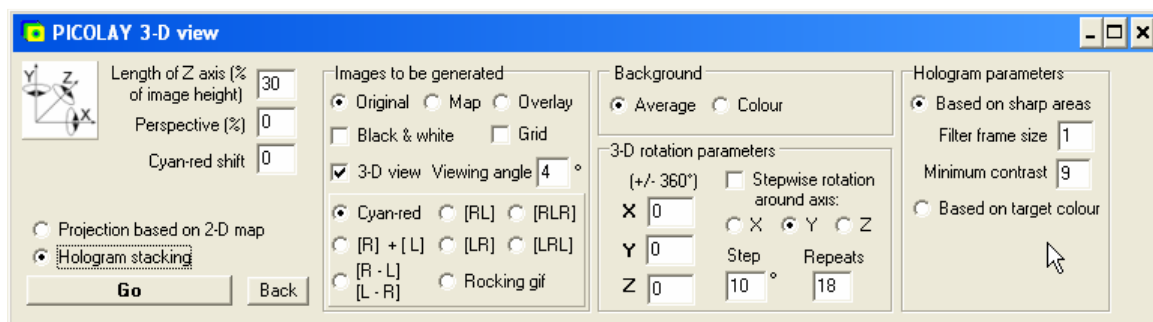 PICOLAY 3-D view
Y Z X
Length of Z axis (%
of image height) 30
Perspective (%) 0
Cyan-red shift 0
Projection based on 2-D map
Hologram stacking
Go Back
Images to be generated
Original Map Overlay
Black & white Grid
3-D view Viewing angle 4 °
Cyan-red [RL] [RLR]
[R] + [ L] [LR] [LRL]
[R - L]
[L - R] Rocking gif
Background
Average Colour
3-D rotation parameters
(+/- 360°) Stepwise rotation
around axis:
X 0 X Y Z
Y 0 Step Repeats
Z 0 10 ° 18
Hologram parameters
Based on sharp areas
Filter frame size 1
Minimum contrast 9
Based on target colour